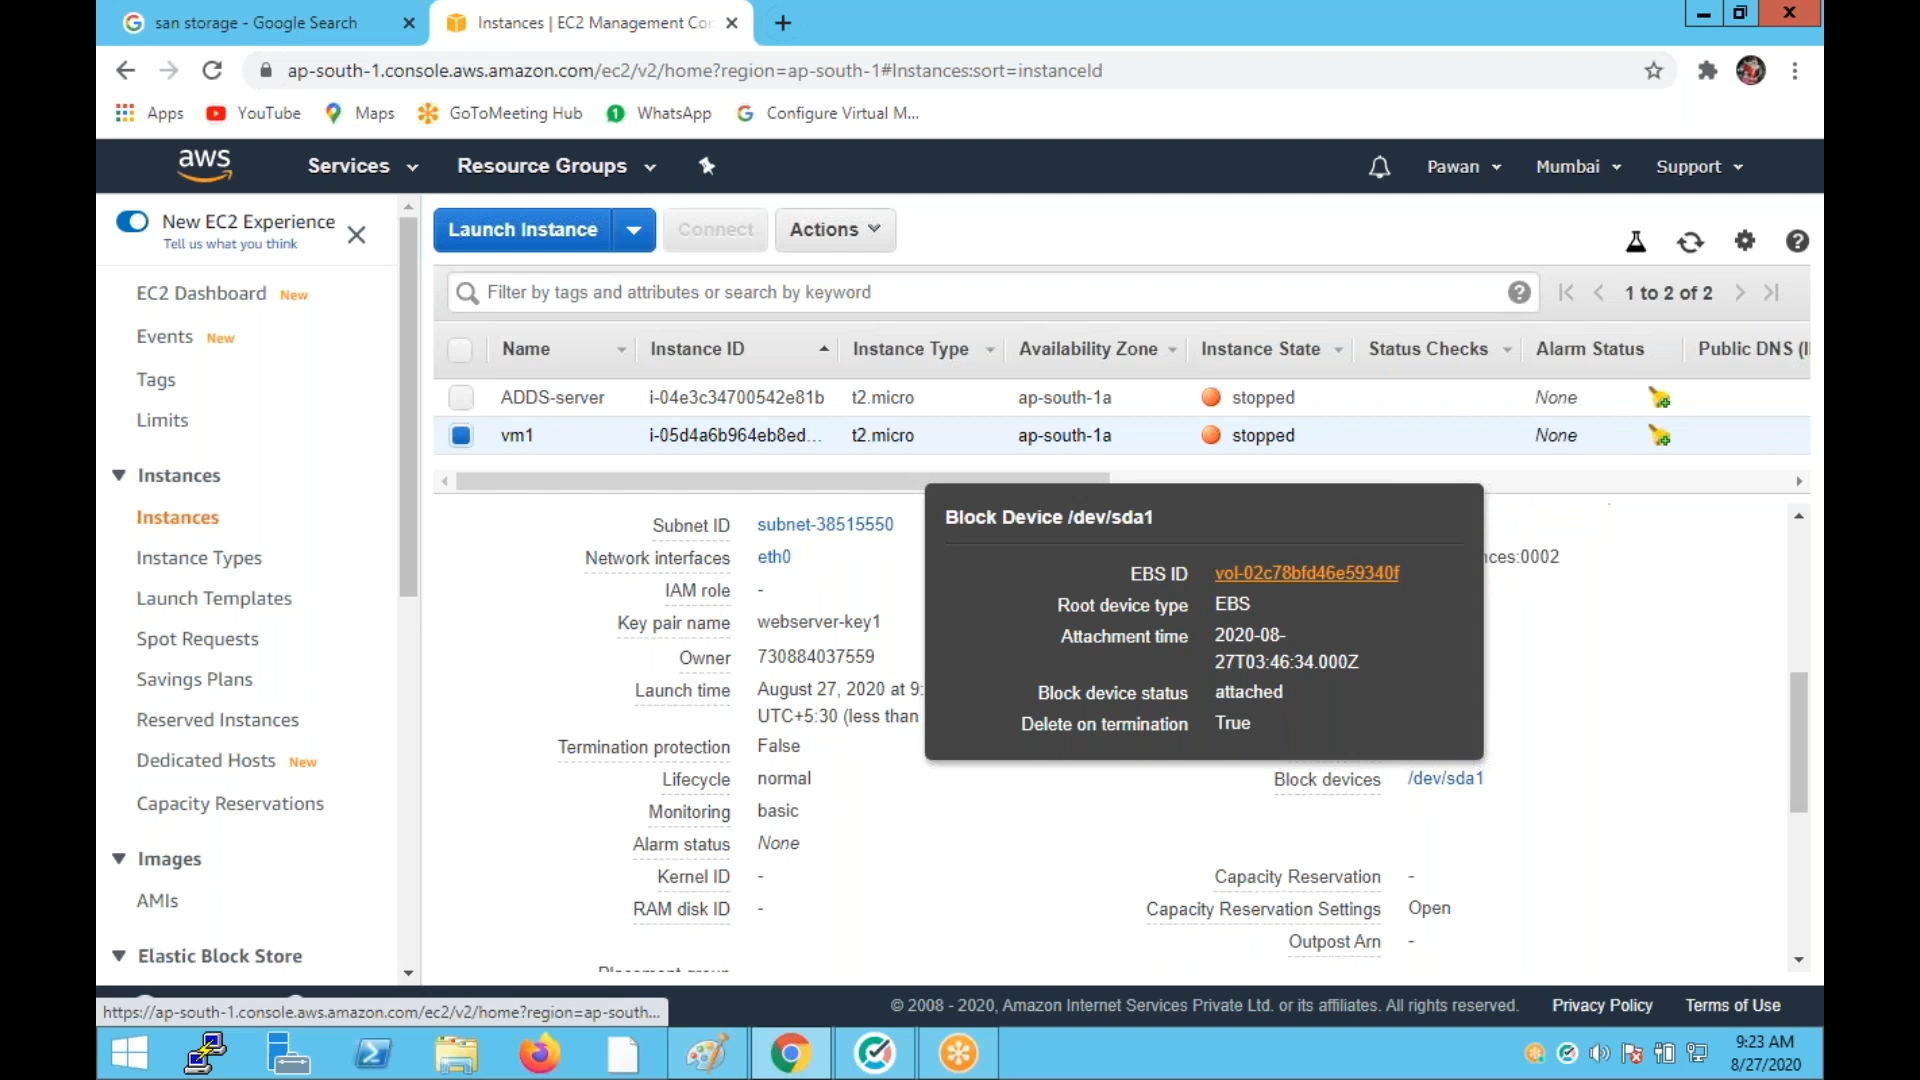 san storage - Google Search
Instances | EC2 Management Cor
ap-south-1.console.aws.amazon.com/ec2/v2/home?region=ap-south-1#Instances:sort=instanceId
Apps
YouTube
Maps
GoToMeeting Hub
1
WhatsApp
Configure Virtual M...
aws
Services
Resource Groups
Pawan
Mumbai
Support
New EC2 Experience
Tell us what you think
EC2 Dashboard New
Events New
Tags
Limits
Instances
Instances
Instance Types
Launch Templates
Spot Requests
Savings Plans
Reserved Instances
Dedicated Hosts New
Capacity Reservations
Images
AMIs
Elastic Block Store
Launch Instance
Connect
Actions
Filter by tags and attributes or search by keyword
1 to 2 of 2
Name Instance ID Instance Type Availability Zone Instance State Status Checks Alarm Status Public DNS (I
ADDS-server i-04e3c34700542e81b t2.micro ap-south-1a stopped None
vm1 i-05d4a6b964eb8ed... t2.micro ap-south-1a stopped None
Subnet ID subnet-38515550
Network interfaces eth0
IAM role -
Key pair name webserver-key1
Owner 730884037559
Launch time August 27, 2020 at 9:
UTC+5:30 (less than
Termination protection False
Lifecycle normal
Monitoring basic
Alarm status None
Kernel ID -
RAM disk ID -
Placement group
Block Device /dev/sda1
EBS ID vol-02c78bfd46e59340f
Root device type EBS
Attachment time 2020-08-
27T03:46:34.000Z
Block device status attached
Delete on termination True
nces:0002
Block devices /dev/sda1
Capacity Reservation -
Capacity Reservation Settings Open
Outpost Arn -
https://ap-south-1.console.aws.amazon.com/ec2/v2/home?region=ap-south...
© 2008 - 2020, Amazon Internet Services Private Ltd. or its affiliates. All rights reserved.
Privacy Policy
Terms of Use
9:23 AM
8/27/2020